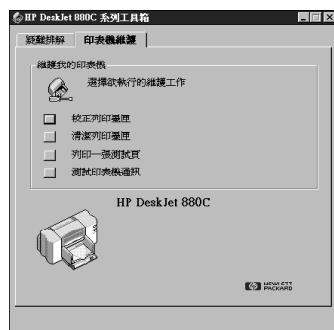 HP DeskJet 880C 系列工具箱
疑難排解 印表機維護
維護我的印表機
選擇欲執行的維護工作
校正列印墨匣
清潔列印墨匣
列印一張測試頁
測試印表機通訊
HP DeskJet 880C
HEWLETT
PACKARD